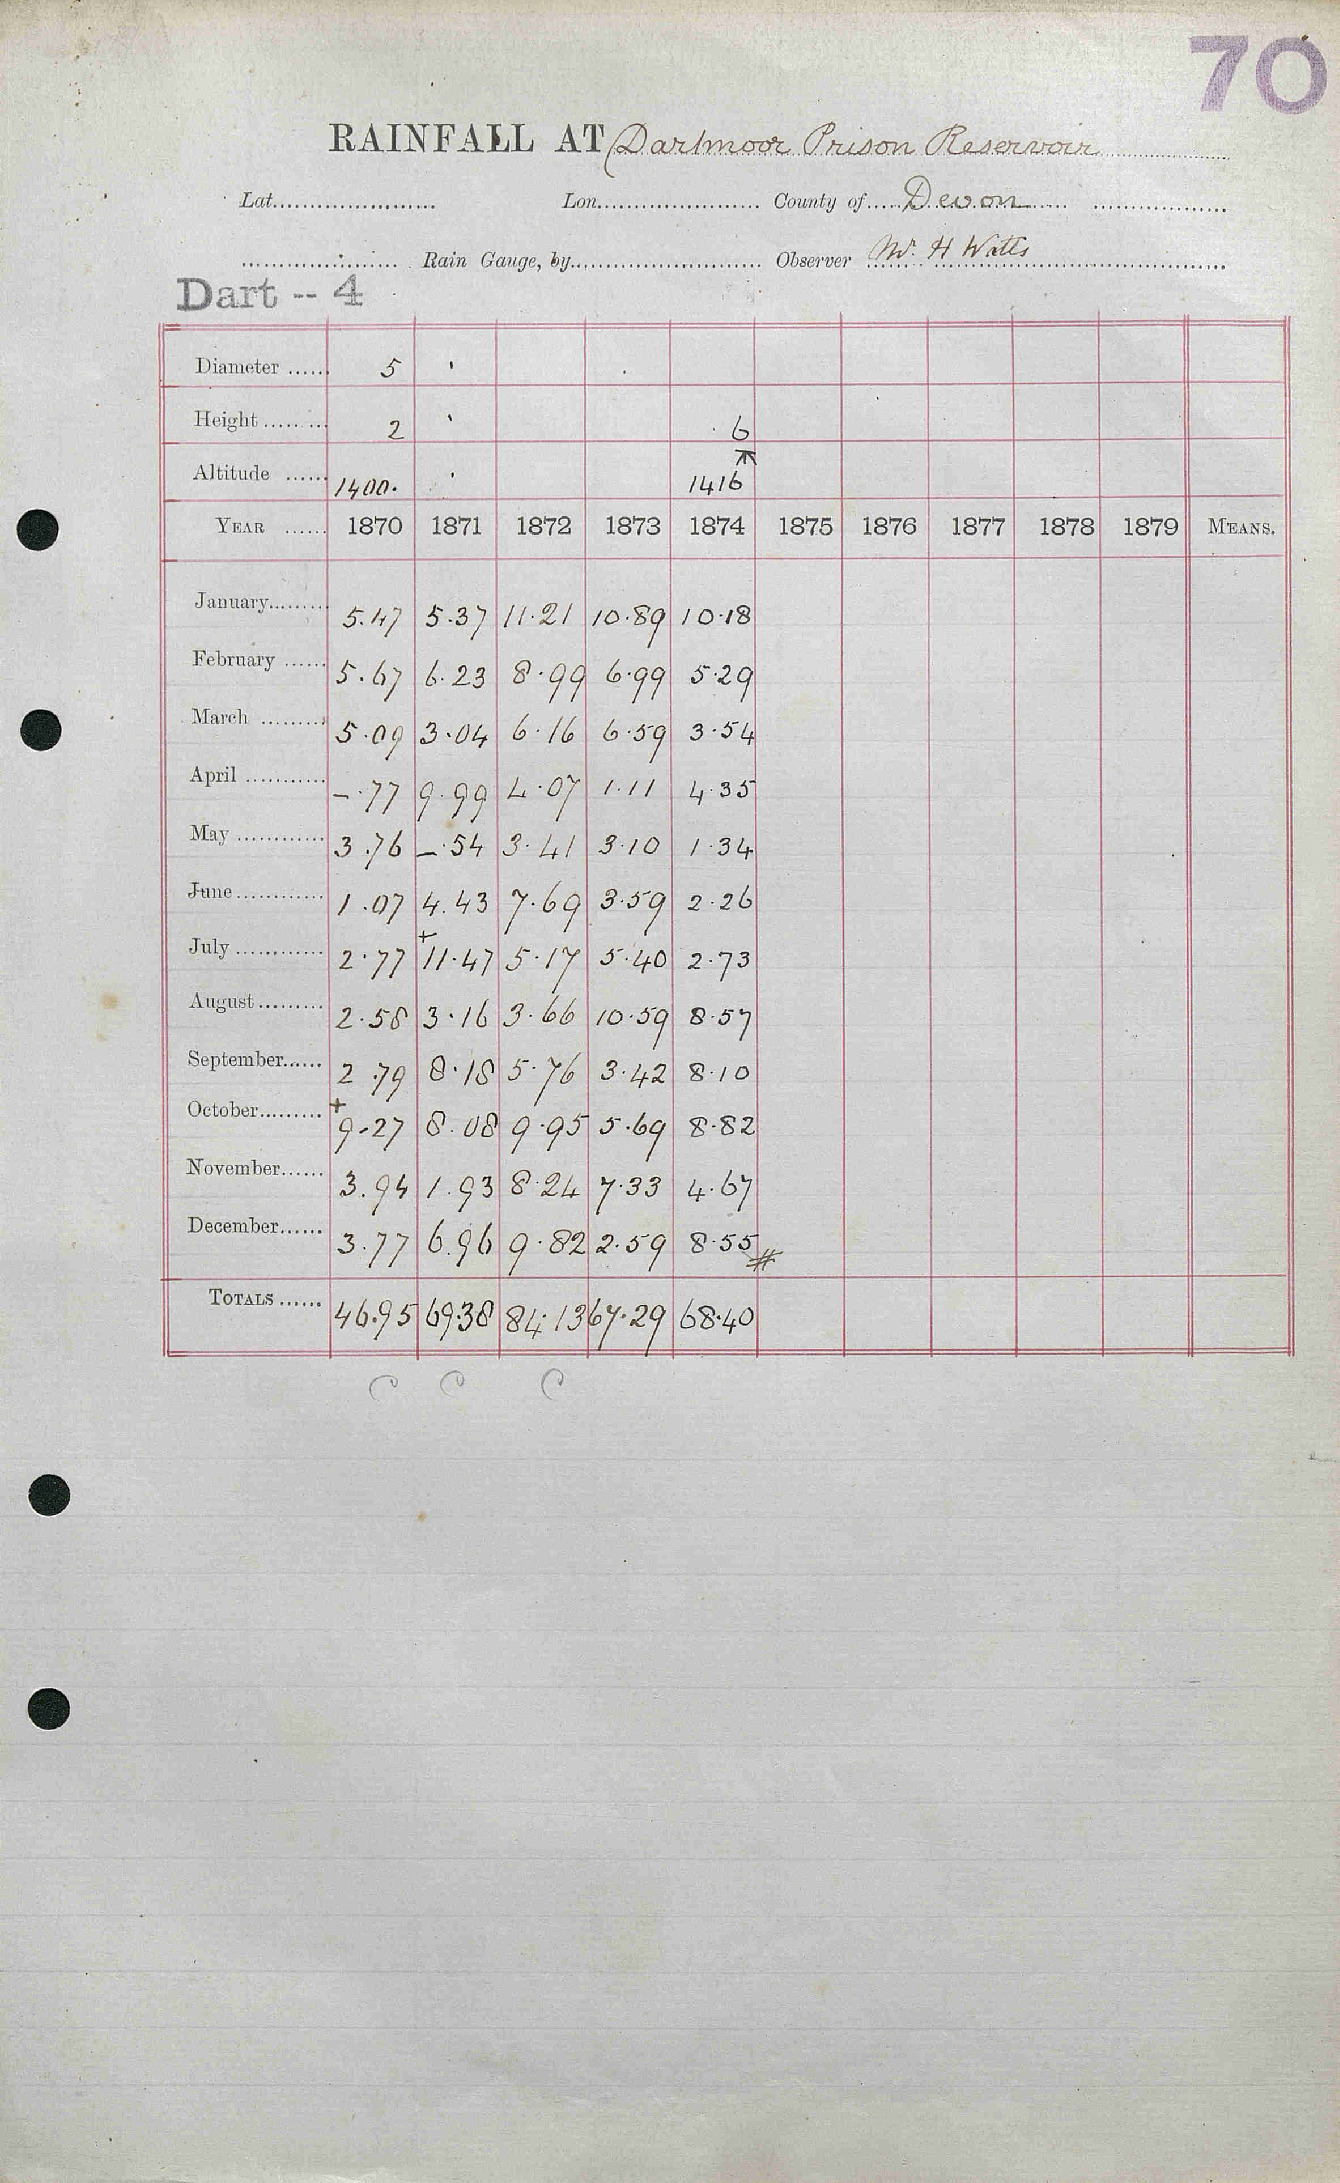 70
RAINFALL AT Dartmoor Prison Reservoir
Lat. Lon. County of Devon
Rain Gauge, by Observer Mr. H Watts
Dart -- 4
Diameter 5 '
Height 2 ' 6
Altitude 1400. ' 1416
YEAR 1870 1871 1872 1873 1874 1875 1876 1877 1878 1879 MEANS.
January 5.47 5.37 11.21 10.89 10.18
February 5.67 6.23 8.99 6.99 5.29
March 5.09 3.04 6.16 6.59 3.54
April -.77 9.99 4.07 1.11 4.35
May 3.76 -.54 3.41 3.10 1.34
June 1.07 4.43 7.69 3.59 2.26
July 2.77 +11.47 5.17 5.40 2.73
August 2.58 3.16 3.66 10.59 8.57
September 2.79 8.18 5.76 3.42 8.10
October +9.27 8.08 9.95 5.69 8.82
November 3.94 1.93 8.24 7.33 4.67
December 3.77 6.96 9.82 2.59 8.55 #
TOTALS 46.95 69.38 84.13 67.29 68.40
C C C